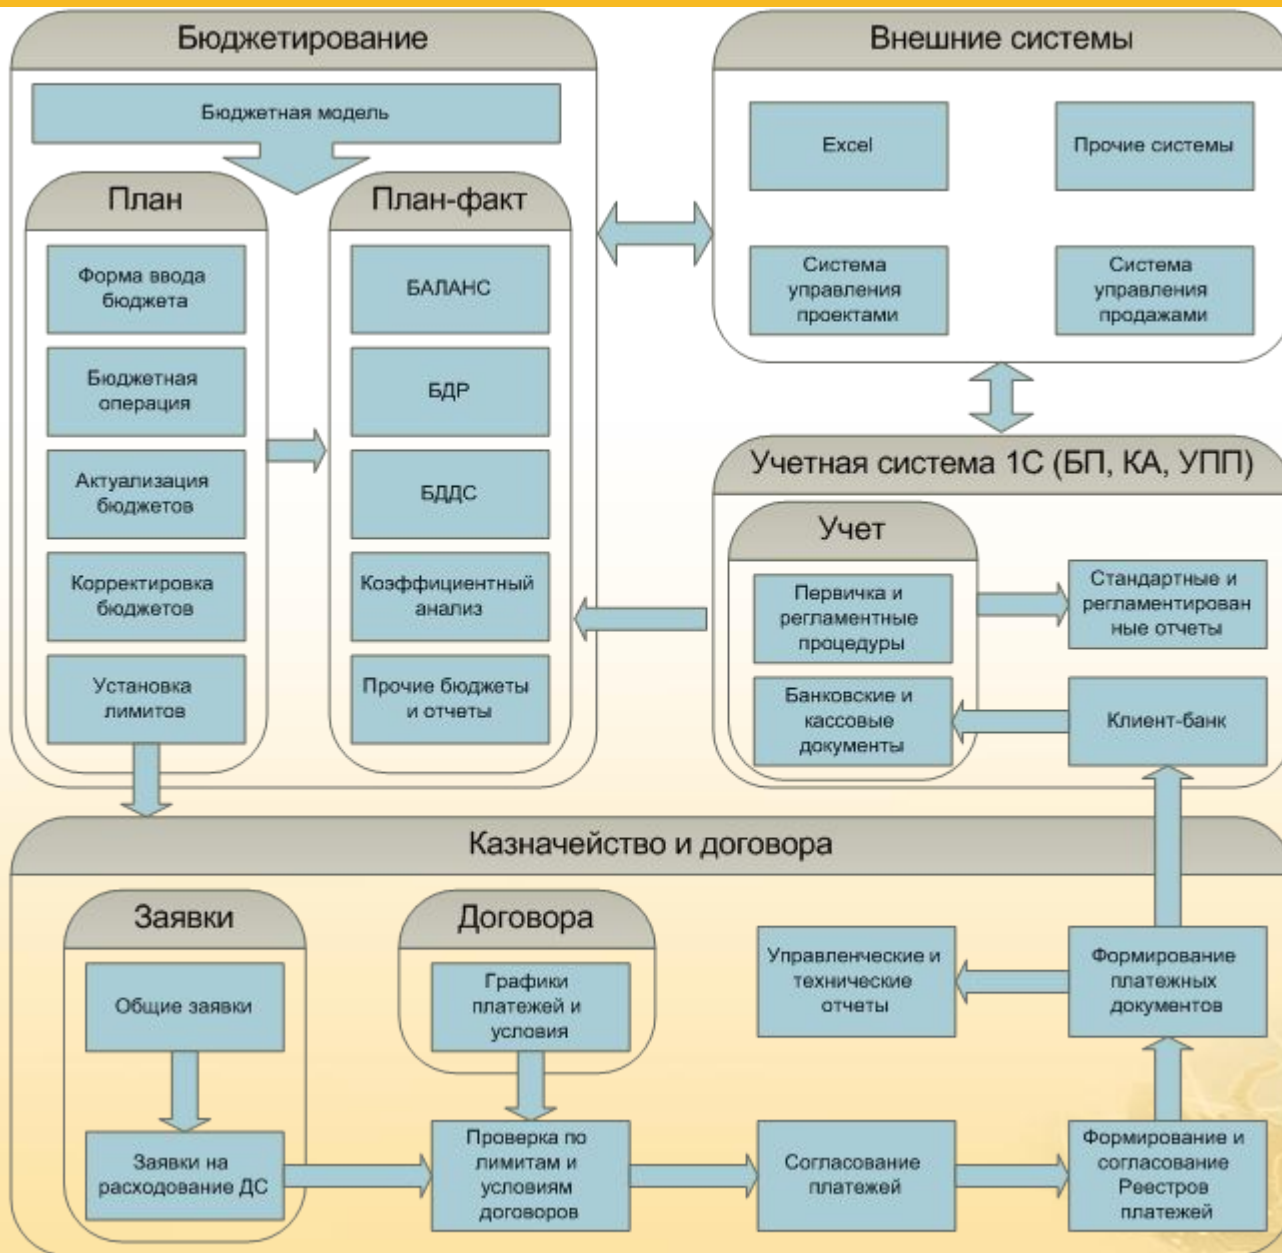 Бюджетирование
Бюджетная модель
План
Форма ввода
бюджета
Бюджетная
операция
Актуализация
бюджетов
Корректировка
бюджетов
Установка
лимитов
План-факт
БАЛАНС
БДР
БДДС
Коэффициентный
анализ
Прочие бюджеты
и отчеты
Внешние системы
Excel
Прочие системы
Система
управления
проектами
Система
управления
продажами
Учетная система 1С (БП, КА, УПП)
Учет
Первичка и
регламентные
процедуры
Стандартные и
регламентирован
ные отчеты
Банковские и
кассовые
документы
Клиент-банк
Казначейство и договора
Заявки
Общие заявки
Заявки на
расходование ДС
Договора
Графики
платежей и
условия
Проверка по
лимитам и
условиям
договоров
Управленческие и
технические
отчеты
Формирование
платежных
документов
Согласование
платежей
Формирование и
согласование
Реестров
платежей